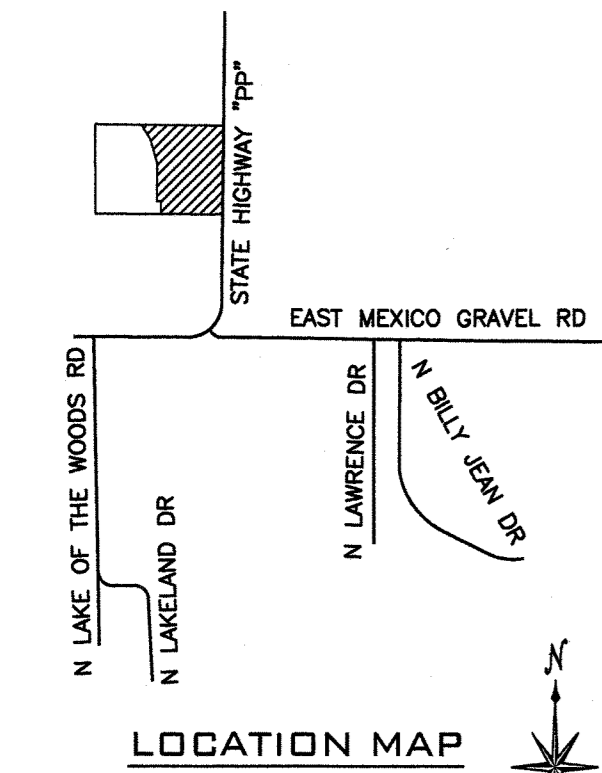 STATE HIGHWAY "PP"
EAST MEXICO GRAVEL RD
N LAKE OF THE WOODS RD
N LAWRENCE DR
N BILLY JEAN DR
N LAKELAND DR
N
LOCATION MAP